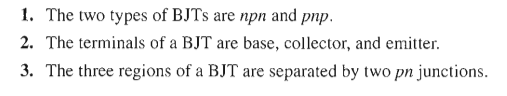 1. The two types of BJTs are npn and pnp.
2. The terminals of a BJT are base, collector, and emitter.
3. The three regions of a BJT are separated by two pn junctions.